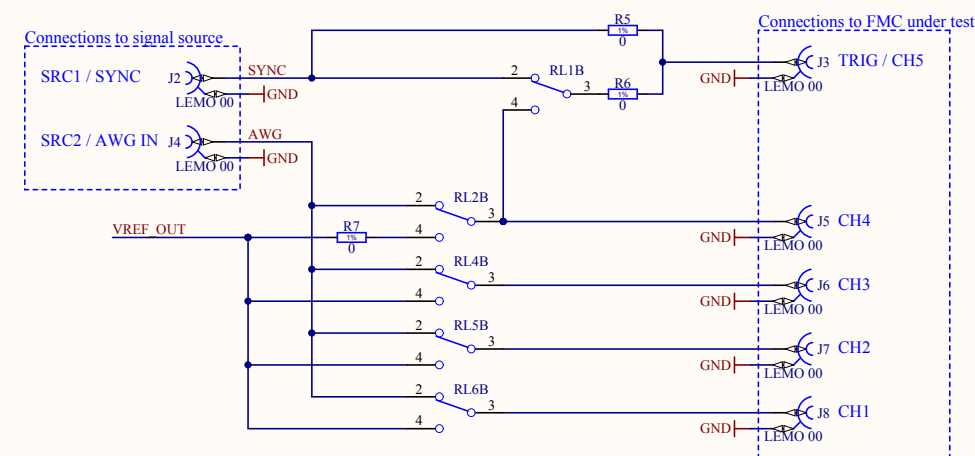 Connections to signal source
Connections to FMC under test
SRC1 / SYNC
J2
SYNC
GND
LEMO 00
SRC2 / AWG IN
J4
AWG
GND
LEMO 00
VREF_OUT
R5
1%
0
2
RL1B
3
4
R6
1%
0
GND
J3
TRIG / CH5
LEMO 00
2
RL2B
3
4
R7
1%
0
GND
J5
CH4
LEMO 00
2
RL4B
3
4
GND
J6
CH3
LEMO 00
2
RL5B
3
4
GND
J7
CH2
LEMO 00
2
RL6B
3
4
GND
J8
CH1
LEMO 00